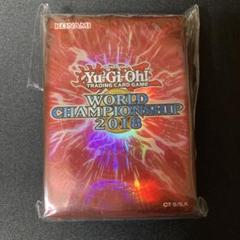 KONAMI
Yu-Gi-Oh!
TRADING CARD GAME
WORLD
CHAMPIONSHIP
2018